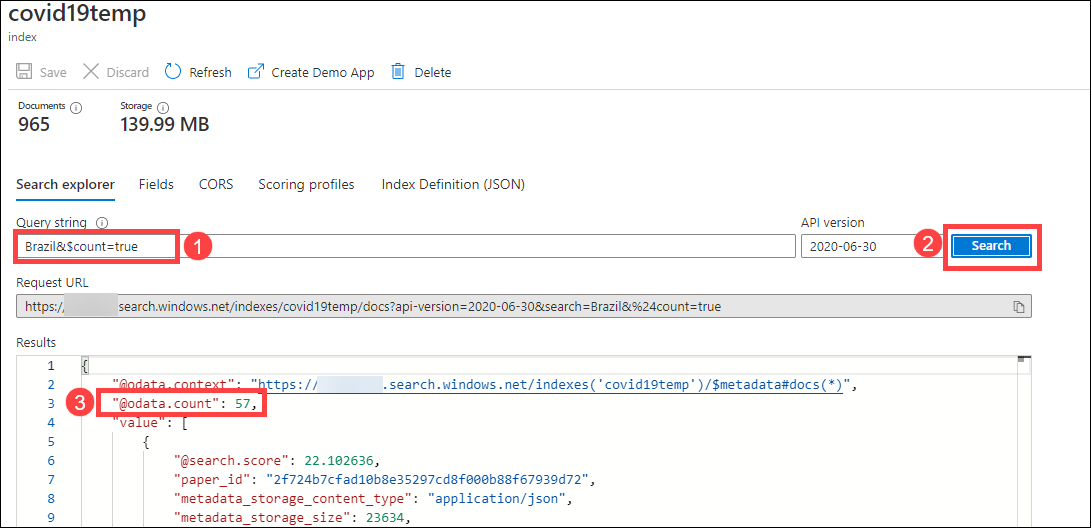 covid19temp
index
Save Discard Refresh Create Demo App Delete
Documents Storage
965 139.99 MB
Search explorer Fields CORS Scoring profiles Index Definition (JSON)
Query string API version
Brazil&$count=true 1 2020-06-30 2 Search
Request URL
https:// search.windows.net/indexes/covid19temp/docs?api-version=2020-06-30&search=Brazil&%24count=true
Results
1 {
2 "@odata.context": "https:// .search.windows.net/indexes('covid19temp')/$metadata#docs(*)",
3 3 "@odata.count": 57,
4 "value": [
5 {
6 "@search.score": 22.102636,
7 "paper_id": "2f724b7cfad10b8e35297cd8f000b88f67939d72",
8 "metadata_storage_content_type": "application/json",
9 "metadata_storage_size": 23634,